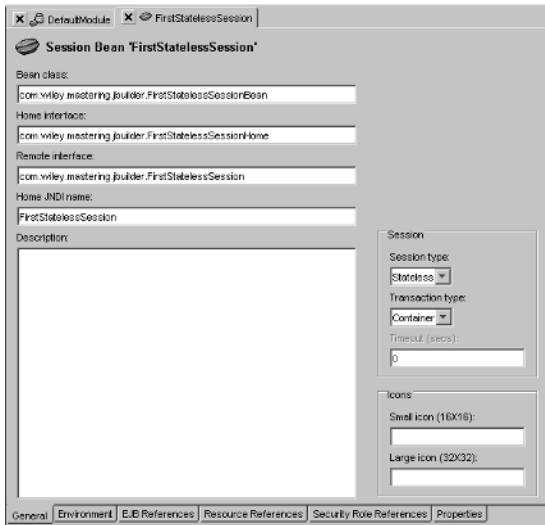 DefaultModule FirstStatelessSession
Session Bean 'FirstStatelessSession'
Bean class:
com.wiley.mastering.jbuilder.FirstStatelessSessionBean
Home interface:
com.wiley.mastering.jbuilder.FirstStatelessSessionHome
Remote interface:
com.wiley.mastering.jbuilder.FirstStatelessSession
Home JNDI name:
FirstStatelessSession
Description:
Session
Session type:
Stateless
Transaction type:
Container
Timeout (secs):
0
Icons
Small icon (16X16):
Large icon (32X32):
General Environment EJB References Resource References Security Role References Properties